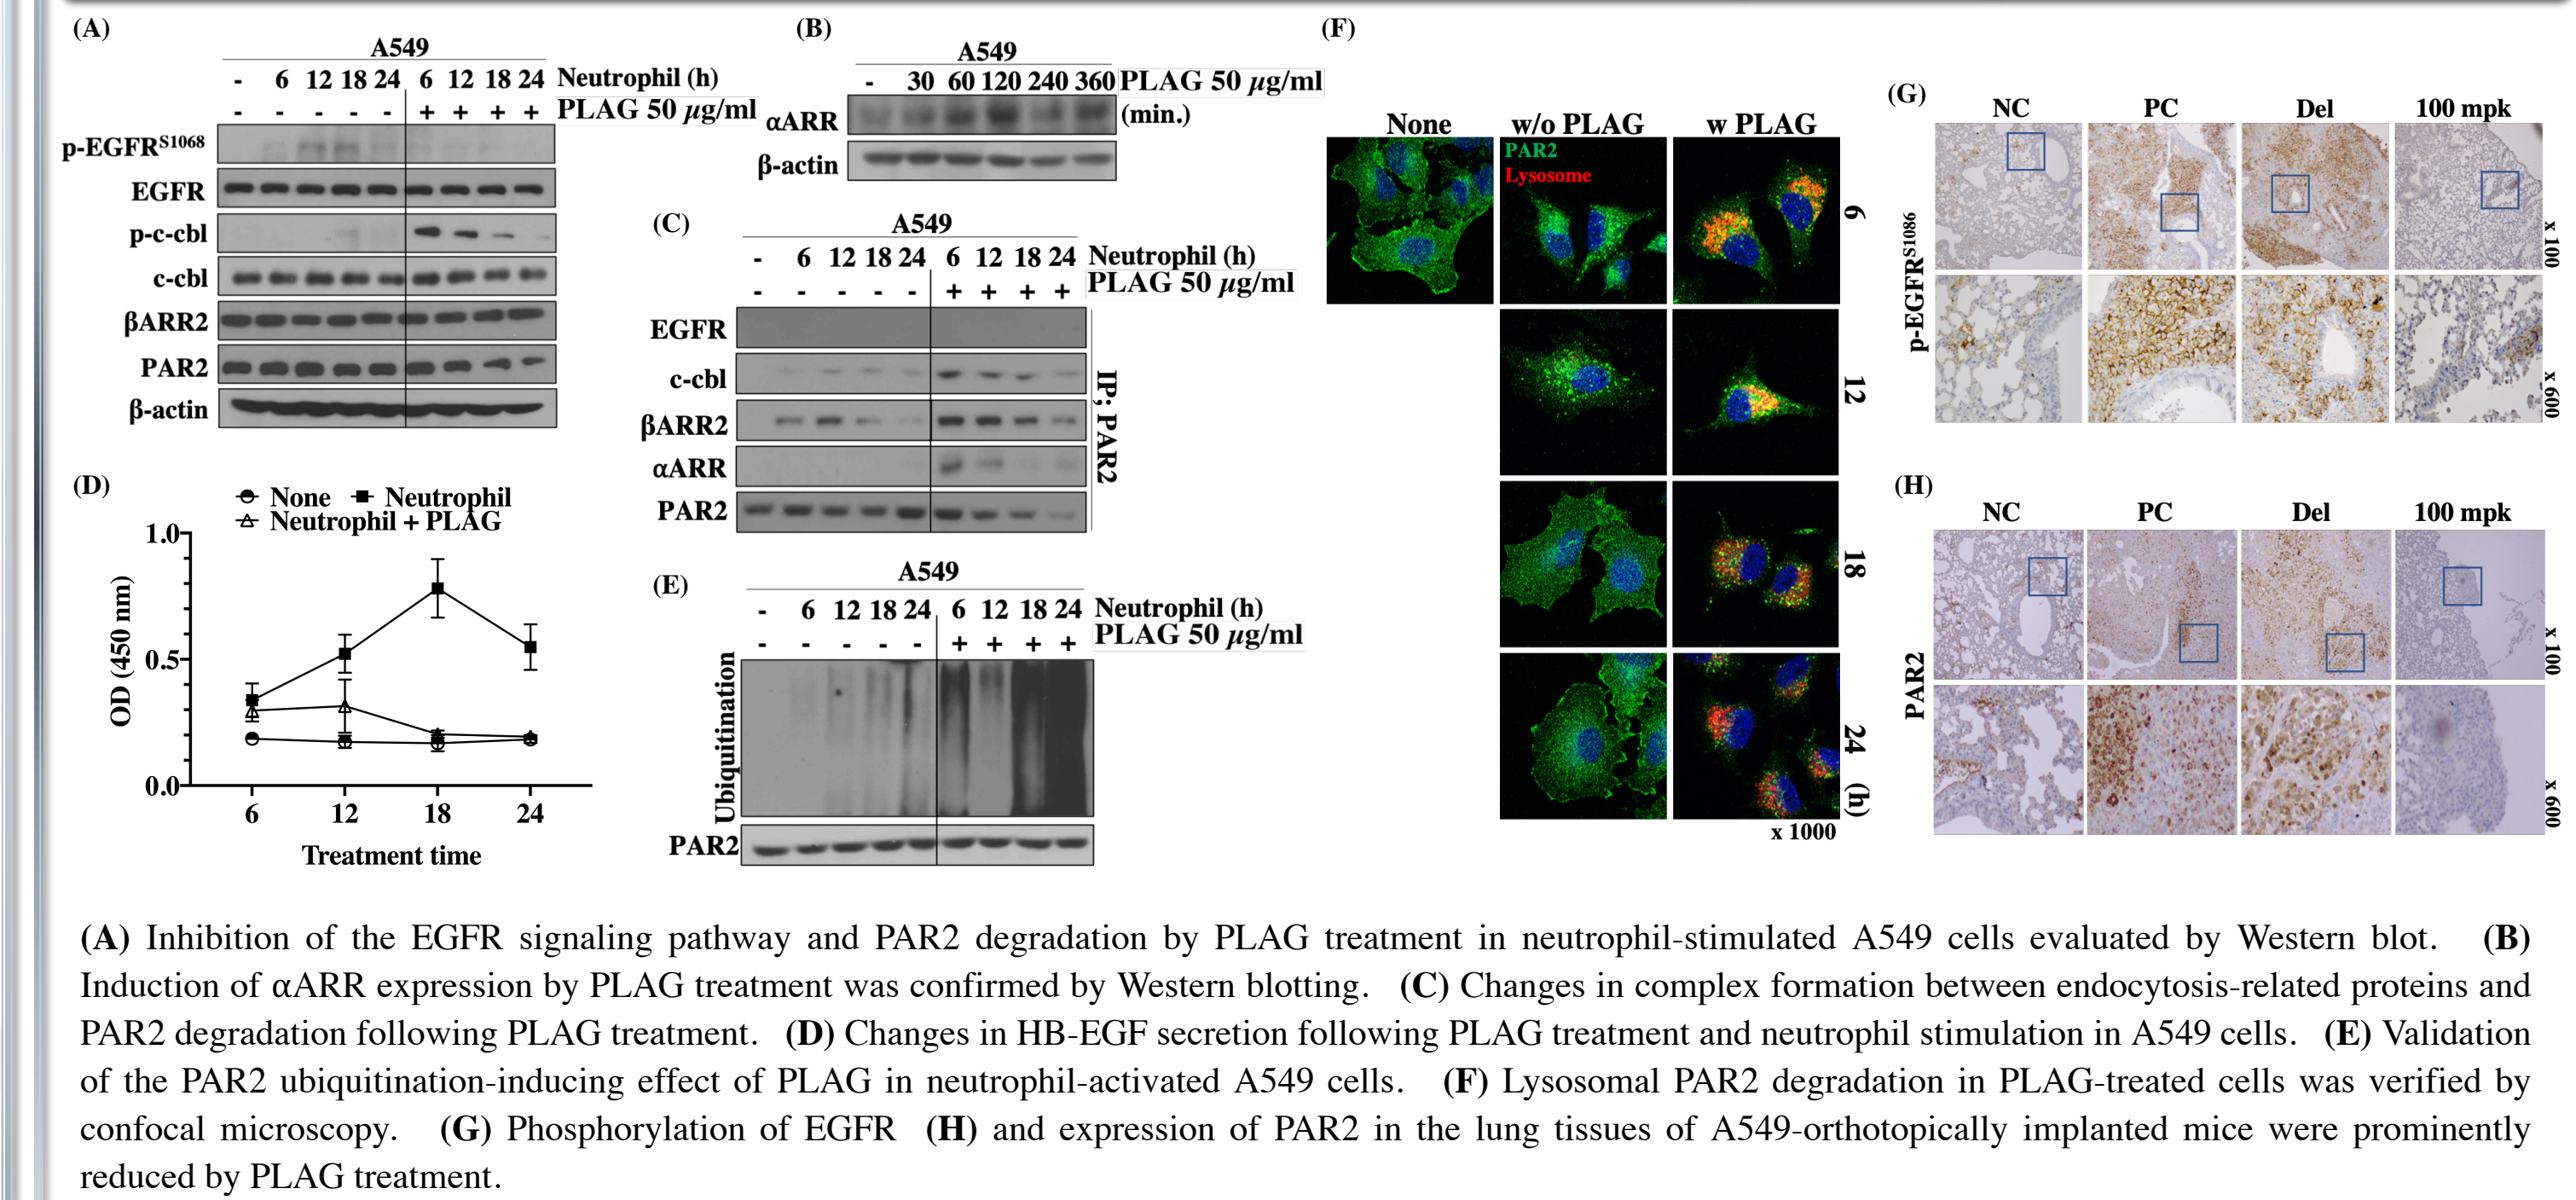 (A)
A549
- 6 12 18 24 6 12 18 24 Neutrophil (h)
- - - - - + + + + PLAG 50 µg/ml
p-EGFRS1068
EGFR
p-c-cbl
c-cbl
βARR2
PAR2
β-actin
(B)
A549
- 30 60 120 240 360 PLAG 50 µg/ml
(min.)
αARR
β-actin
(C)
A549
- 6 12 18 24 6 12 18 24 Neutrophil (h)
- - - - - + + + + PLAG 50 µg/ml
EGFR
c-cbl
βARR2
αARR
PAR2
IP; PAR2
(D)
None Neutrophil
Neutrophil + PLAG
1.0
0.5
0.0
OD (450 nm)
6 12 18 24
Treatment time
(E)
A549
- 6 12 18 24 6 12 18 24 Neutrophil (h)
- - - - - + + + + PLAG 50 µg/ml
Ubiquitination
PAR2
(F)
None w/o PLAG w PLAG
PAR2
Lysosome
6
12
18
24 (h)
x 1000
(G)
NC PC Del 100 mpk
p-EGFRS1086
x 100
x 600
(H)
NC PC Del 100 mpk
PAR2
x 100
x 600
(A) Inhibition of the EGFR signaling pathway and PAR2 degradation by PLAG treatment in neutrophil-stimulated A549 cells evaluated by Western blot. (B)
Induction of αARR expression by PLAG treatment was confirmed by Western blotting. (C) Changes in complex formation between endocytosis-related proteins and
PAR2 degradation following PLAG treatment. (D) Changes in HB-EGF secretion following PLAG treatment and neutrophil stimulation in A549 cells. (E) Validation
of the PAR2 ubiquitination-inducing effect of PLAG in neutrophil-activated A549 cells. (F) Lysosomal PAR2 degradation in PLAG-treated cells was verified by
confocal microscopy. (G) Phosphorylation of EGFR (H) and expression of PAR2 in the lung tissues of A549-orthotopically implanted mice were prominently
reduced by PLAG treatment.